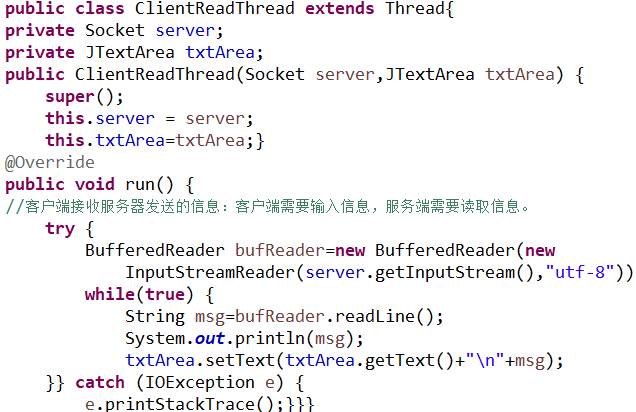 public class ClientReadThread extends Thread{
private Socket server;
private JTextArea txtArea;
public ClientReadThread(Socket server,JTextArea txtArea) {
    super();
    this.server = server;
    this.txtArea=txtArea;}
@Override
public void run() {
//客户端接收服务器发送的信息：客户端需要输入信息，服务端需要读取信息。
    try {
        BufferedReader bufReader=new BufferedReader(new
            InputStreamReader(server.getInputStream(),"utf-8"))
        while(true) {
            String msg=bufReader.readLine();
            System.out.println(msg);
            txtArea.setText(txtArea.getText()+"\n"+msg);
    }} catch (IOException e) {
        e.printStackTrace();}}}